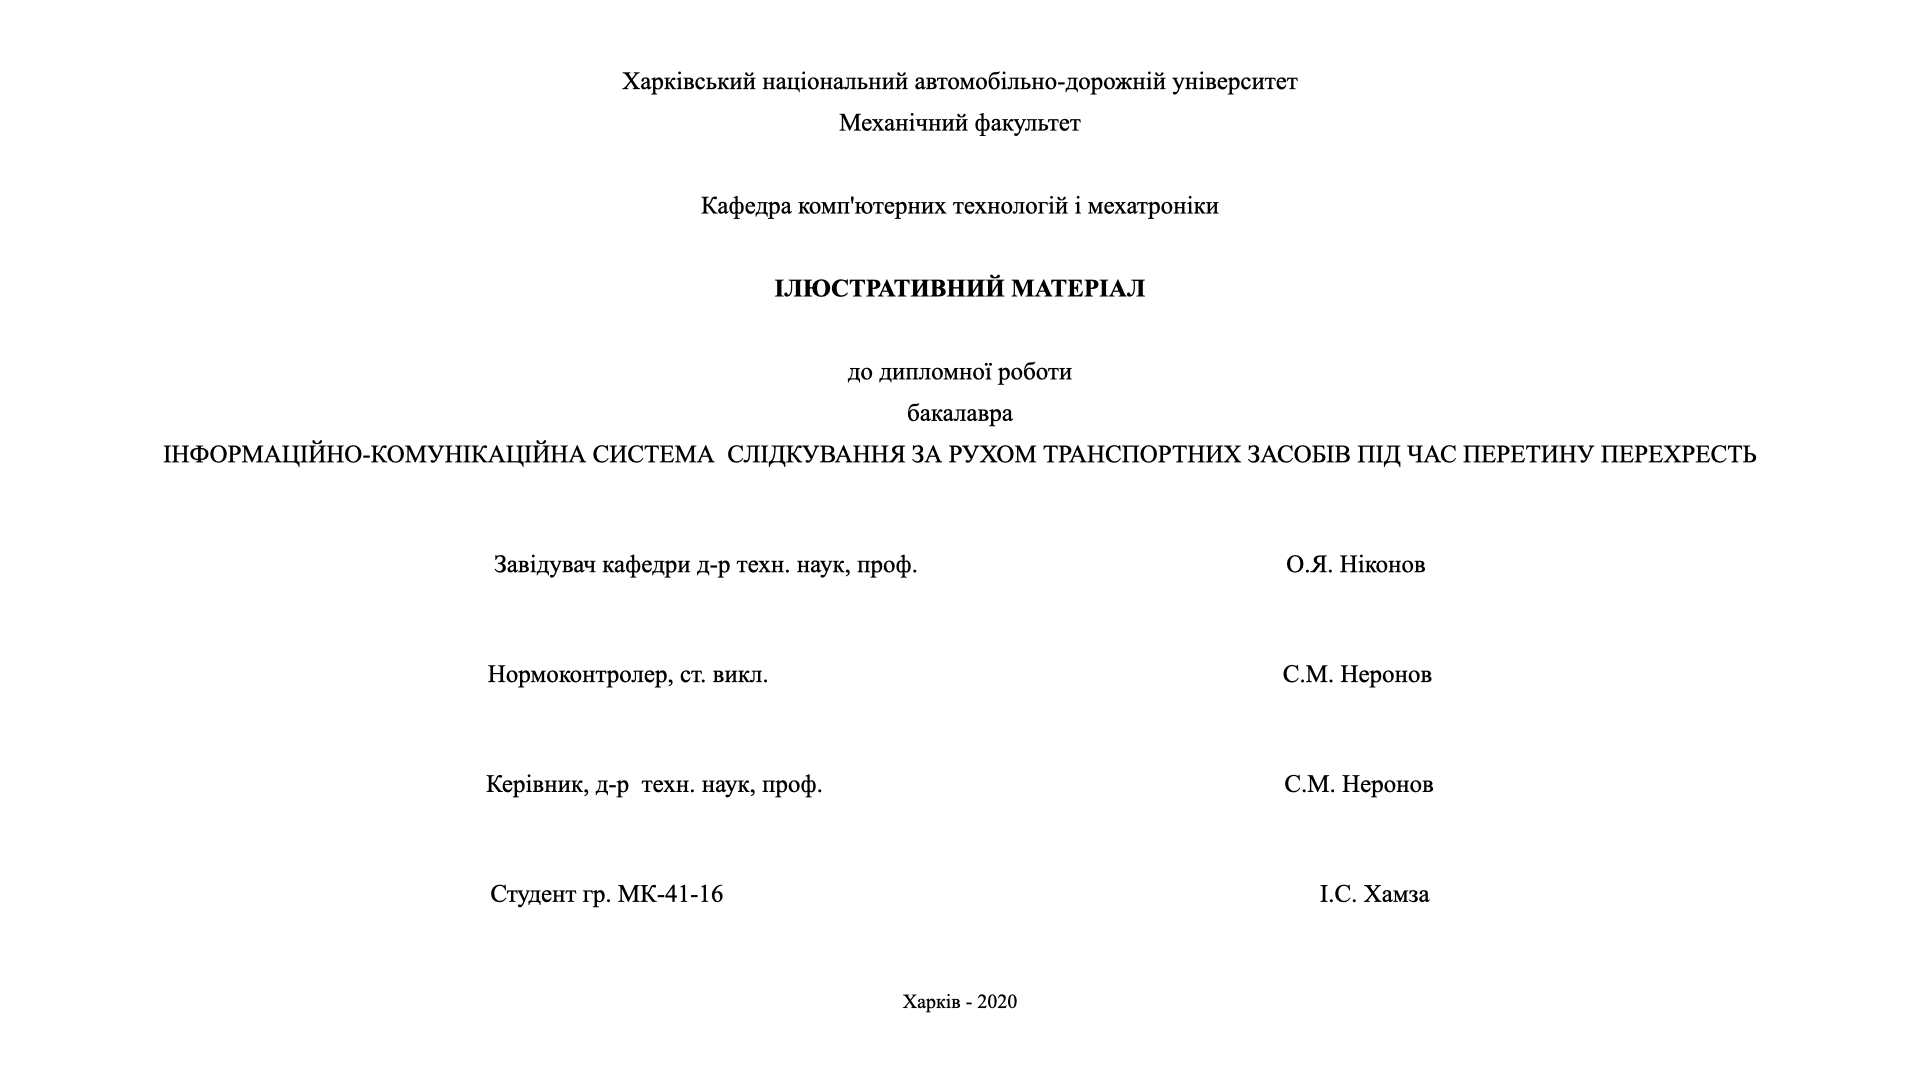 Харківський національний автомобільно-дорожній університет
Механічний факультет
Кафедра комп'ютерних технологій і мехатроніки
ІЛЮСТРАТИВНИЙ МАТЕРІАЛ
до дипломної роботи
бакалавра
ІНФОРМАЦІЙНО-КОМУНІКАЦІЙНА СИСТЕМА  СЛІДКУВАННЯ ЗА РУХОМ ТРАНСПОРТНИХ ЗАСОБІВ ПІД ЧАС ПЕРЕТИНУ ПЕРЕХРЕСТЬ
Завідувач кафедри д-р техн. наук, проф. О.Я. Ніконов
Нормоконтролер, ст. викл. С.М. Неронов
Керівник, д-р  техн. наук, проф. С.М. Неронов
Студент гр. МК-41-16 І.С. Хамза
Харків - 2020